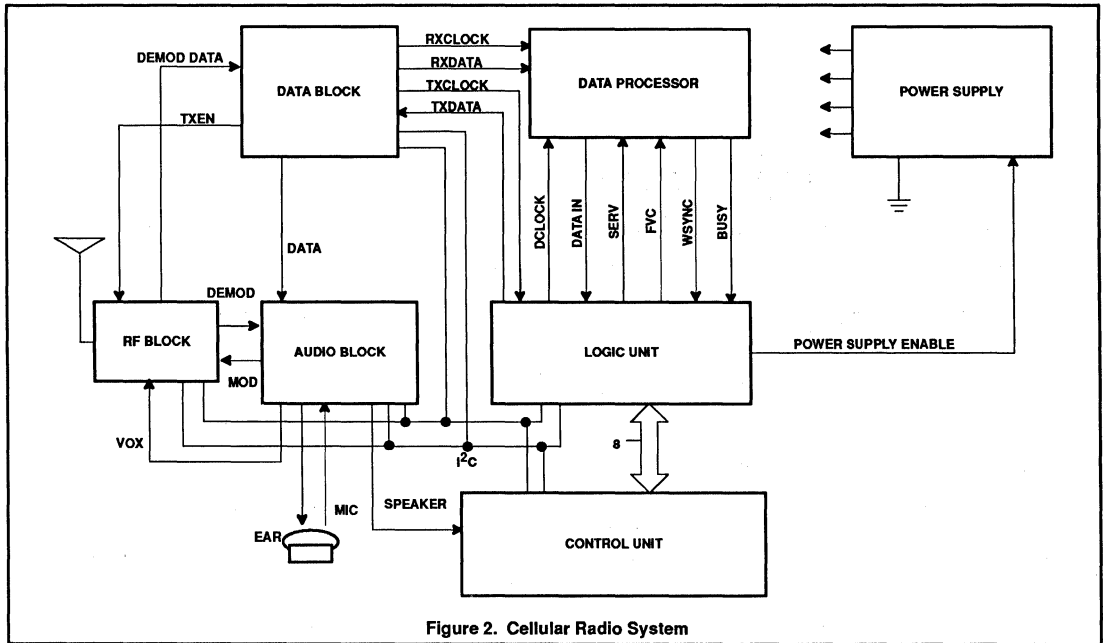 RXCLOCK
DEMOD DATA
RXDATA
DATA BLOCK
TXCLOCK
DATA PROCESSOR
POWER SUPPLY
TXEN
TXDATA
DCLOCK
DATA IN
SERV
FVC
WSYNC
BUSY
DATA
DEMOD
RF BLOCK
AUDIO BLOCK
LOGIC UNIT
POWER SUPPLY ENABLE
MOD
VOX
8
I²C
SPEAKER
MIC
EAR
CONTROL UNIT
Figure 2. Cellular Radio System